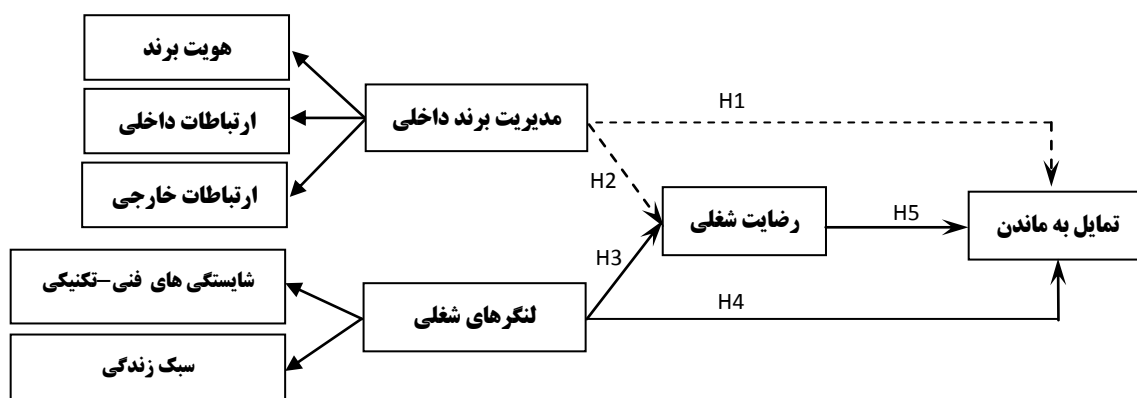 هویت برند
ارتباطات داخلی
ارتباطات خارجی
مدیریت برند داخلی
H1
H2
رضایت شغلی
H5
تمایل به ماندن
H3
شایستگی های فنی-تکنیکی
لنگرهای شغلی
H4
سبک زندگی